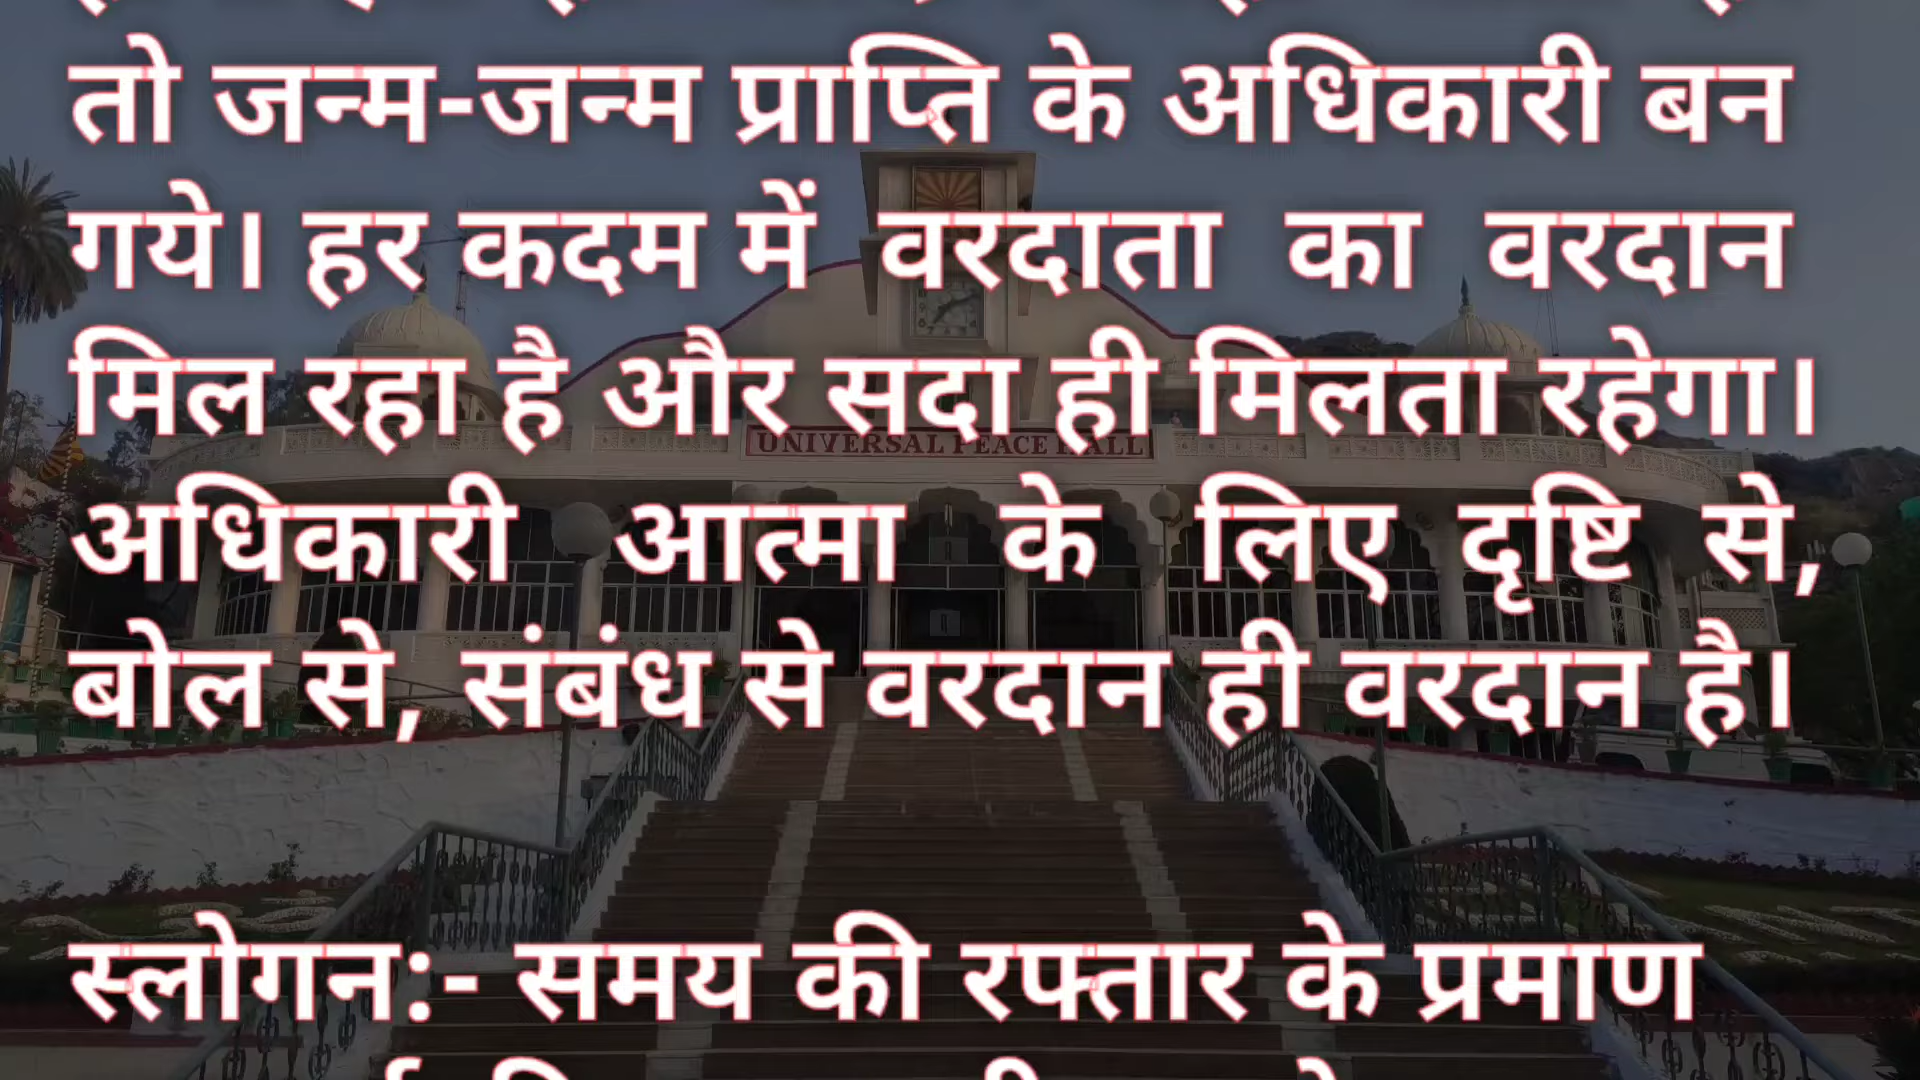 तो जन्म-जन्म प्राप्ति के अधिकारी बन
गये। हर कदम में वरदाता का वरदान
मिल रहा है और सदा ही मिलता रहेगा।
UNIVERSAL PEACE HALL
अधिकारी आत्मा के लिए दृष्टि से,
बोल से, संबंध से वरदान ही वरदान है।
स्लोगन:- समय की रफ्तार के प्रमाण